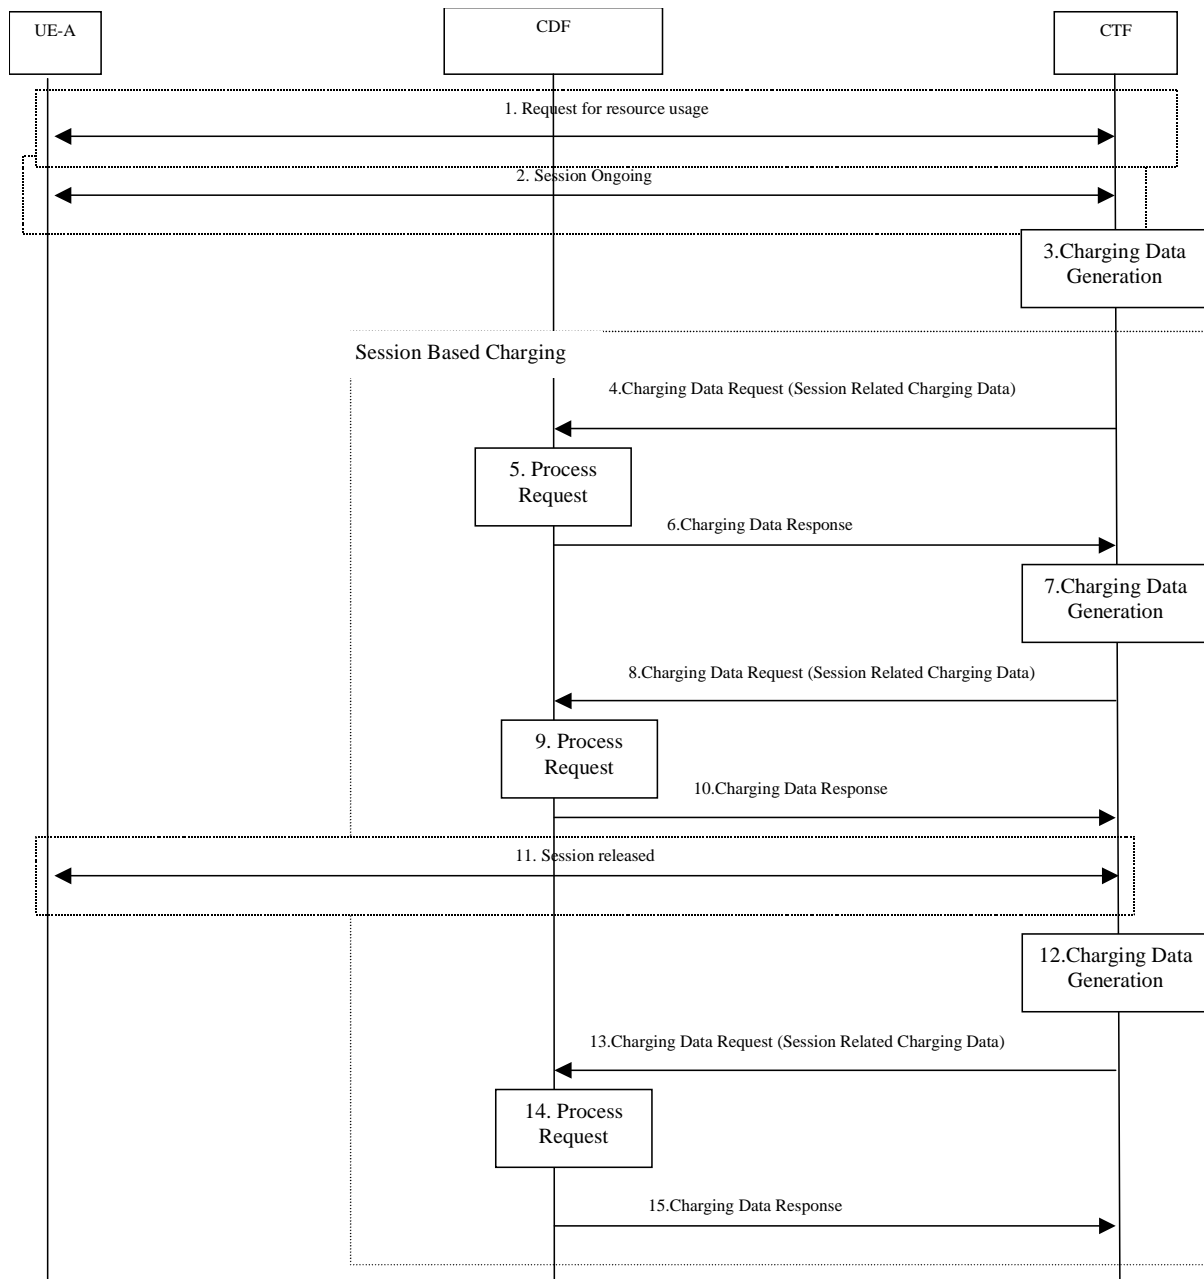 UE-A
CDF
CTF
1. Request for resource usage
2. Session Ongoing
3.Charging Data
Generation
Session Based Charging
4.Charging Data Request (Session Related Charging Data)
5. Process
Request
6.Charging Data Response
7.Charging Data
Generation
8.Charging Data Request (Session Related Charging Data)
9. Process
Request
10.Charging Data Response
11. Session released
12.Charging Data
Generation
13.Charging Data Request (Session Related Charging Data)
14. Process
Request
15.Charging Data Response